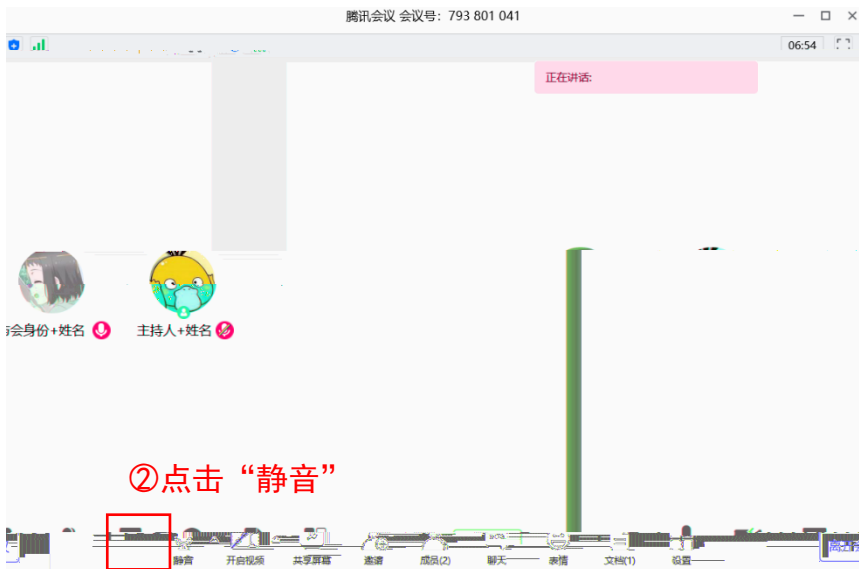 腾讯会议 会议号：793 801 041
06:54
正在讲话:
会身份+姓名
主持人+姓名
②点击“静音”
静音 开启视频 共享屏幕 邀请 成员(2) 聊天 表情 文档(1) 设置